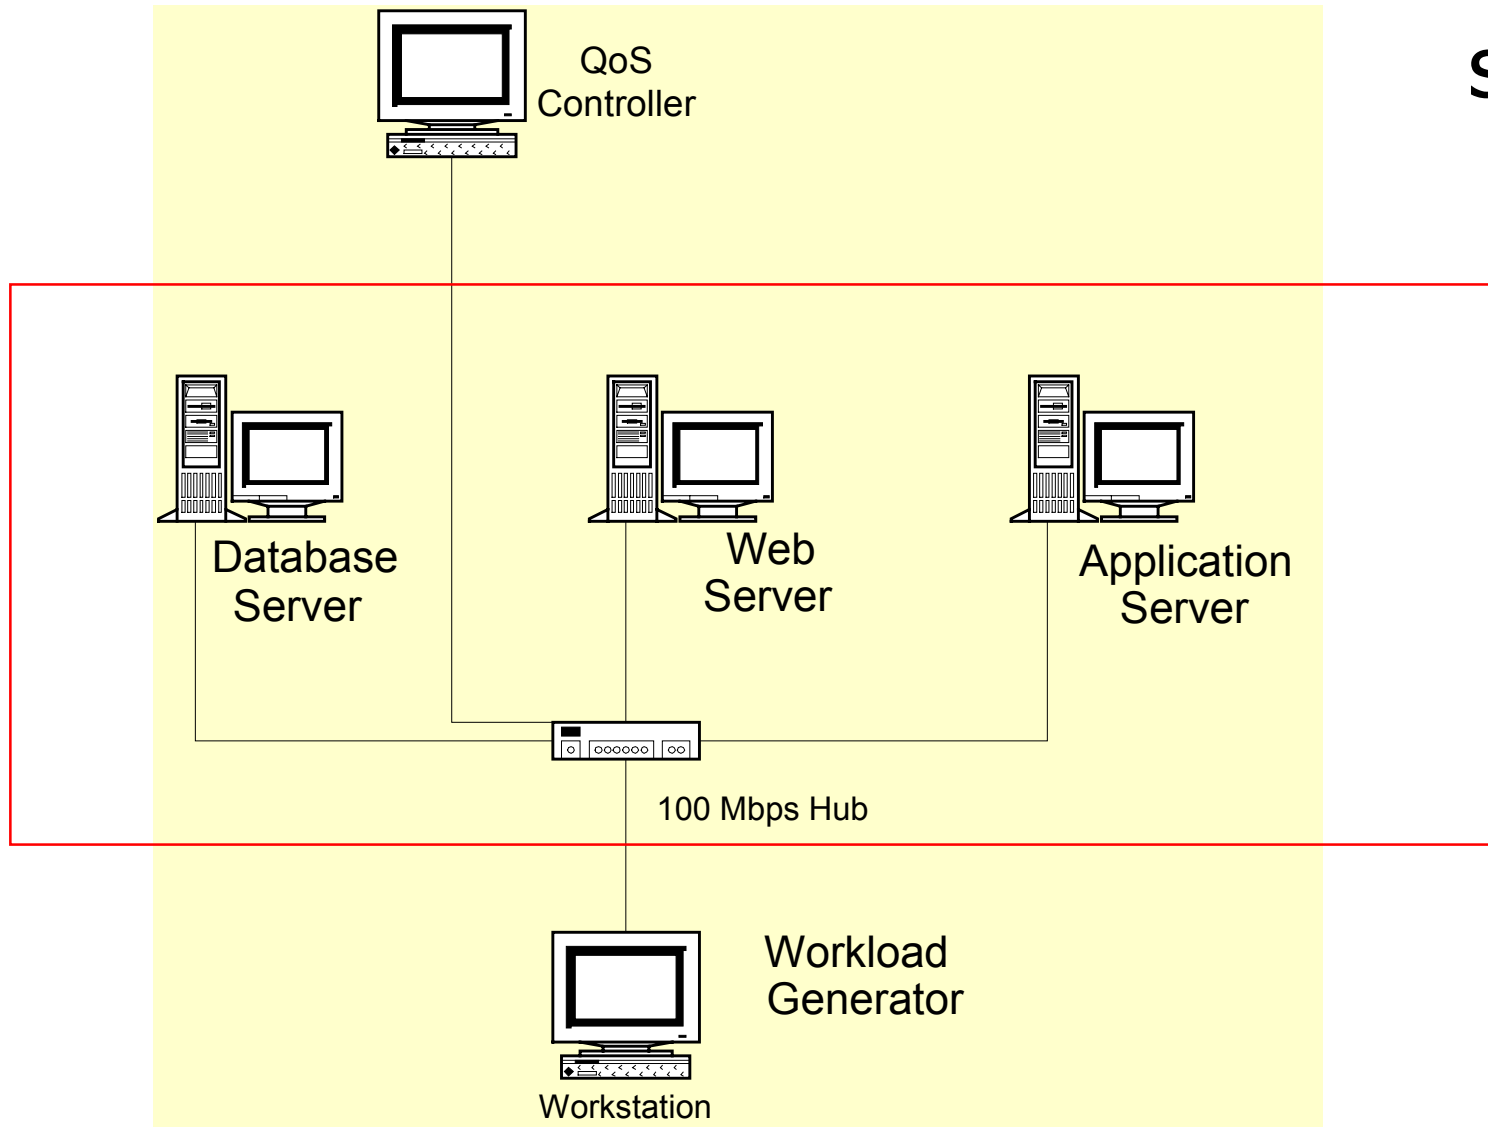 QoS
Controller
S
Database
Server
Web
Server
Application
Server
100 Mbps Hub
Workload
Generator
Workstation